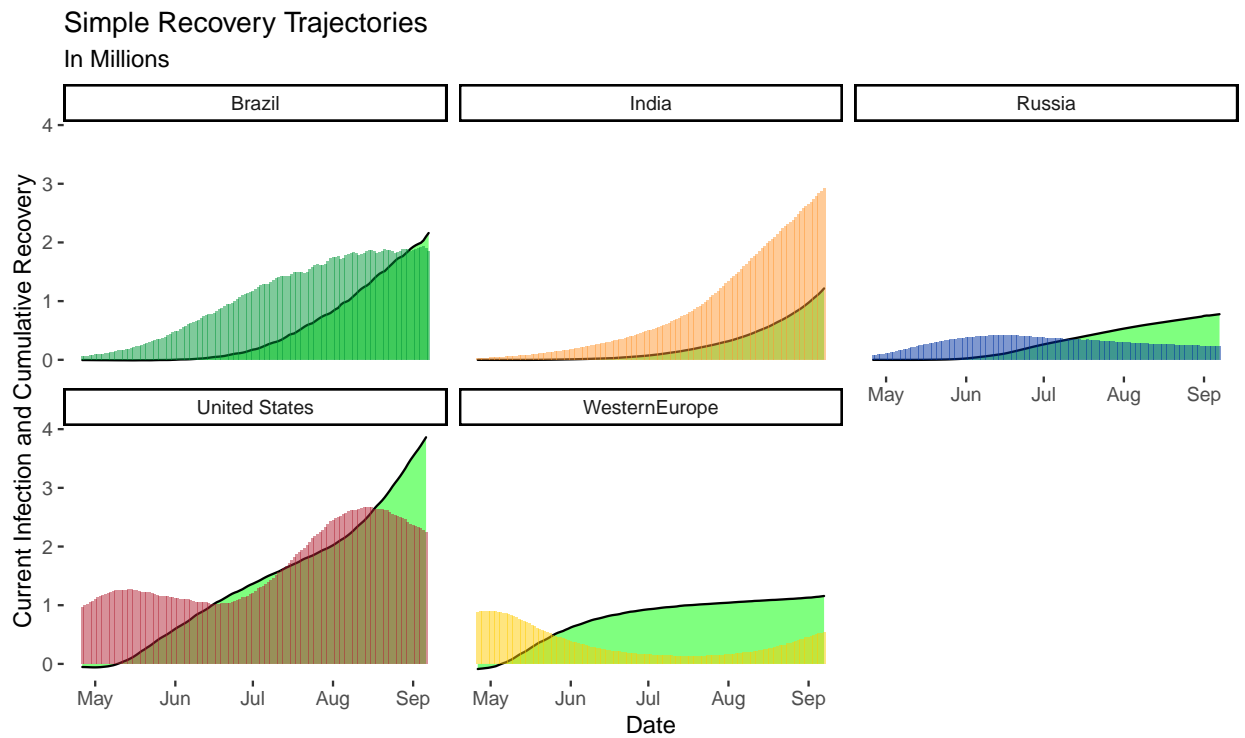 Simple Recovery Trajectories
In Millions
Brazil
India
Russia
4
3
2
1
0
May Jun Jul Aug Sep
United States
WesternEurope
4
3
2
1
0
May Jun Jul Aug Sep
May Jun Jul Aug Sep
Current Infection and Cumulative Recovery
Date